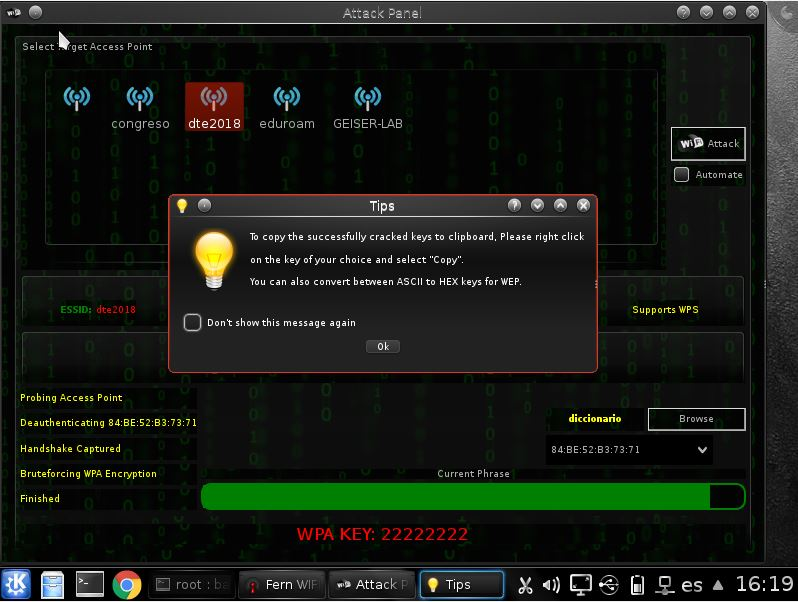 Attack Panel
Select Target Access Point
congreso
dte2018
eduroam
GEISER-LAB
WiFi Attack
Automate
Tips
To copy the successfully cracked keys to clipboard, Please right click
on the key of your choice and select "Copy".
You can also convert between ASCII to HEX keys for WEP.
Don't show this message again
Ok
ESSID: dte2018
Supports WPS
Probing Access Point
Deauthenticating 84:BE:52:B3:73:71
Handshake Captured
Bruteforcing WPA Encryption
Finished
diccionario
Browse
84:BE:52:B3:73:71
Current Phrase
WPA KEY: 22222222
root : ba
Fern WIF
Attack P
Tips
es
16:19